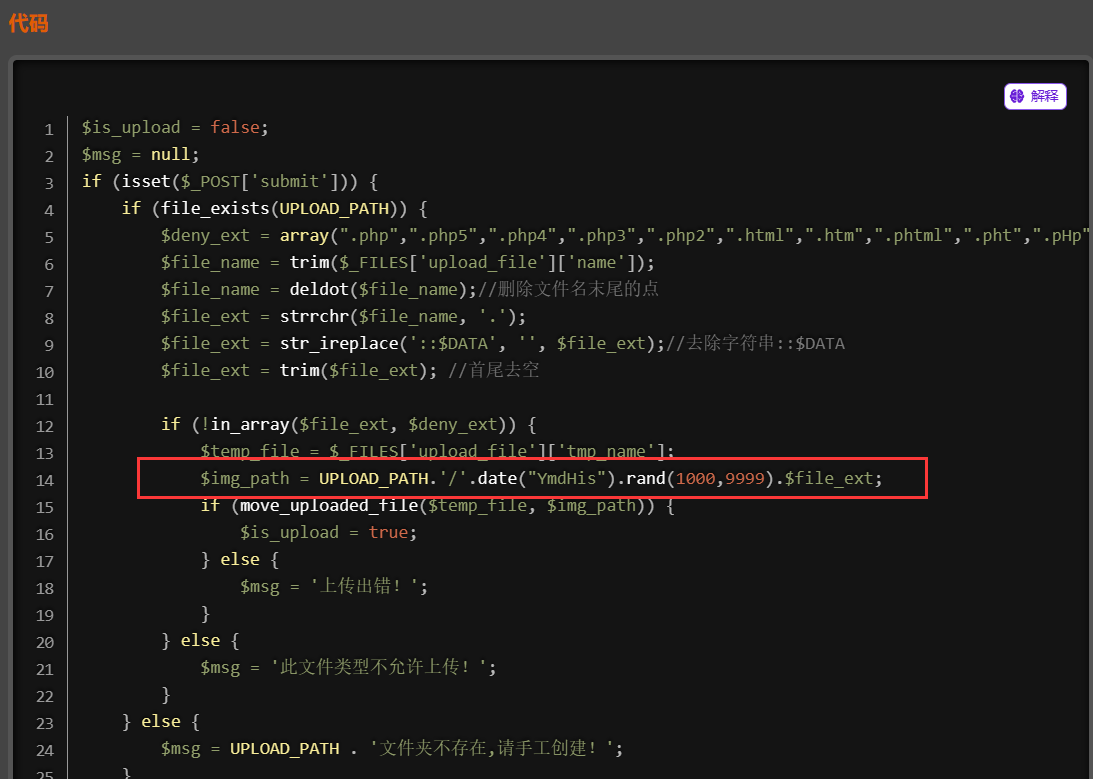 代码
解释
1 $is_upload = false;
2 $msg = null;
3 if (isset($_POST['submit'])) {
4 if (file_exists(UPLOAD_PATH)) {
5 $deny_ext = array(".php",".php5",".php4",".php3",".php2",".html",".htm",".phtml",".pht",".pHp"
6 $file_name = trim($_FILES['upload_file']['name']);
7 $file_name = deldot($file_name);//删除文件名末尾的点
8 $file_ext = strrchr($file_name, '.');
9 $file_ext = str_ireplace('::$DATA', '', $file_ext);//去除字符串::$DATA
10 $file_ext = trim($file_ext); //首尾去空
11
12 if (!in_array($file_ext, $deny_ext)) {
13 $temp_file = $_FILES['upload_file']['tmp_name'];
14 $img_path = UPLOAD_PATH.'/'.date("YmdHis").rand(1000,9999).$file_ext;
15 if (move_uploaded_file($temp_file, $img_path)) {
16 $is_upload = true;
17 } else {
18 $msg = '上传出错！';
19 }
20 } else {
21 $msg = '此文件类型不允许上传！';
22 }
23 } else {
24 $msg = UPLOAD_PATH . '文件夹不存在,请手工创建！';
25 }